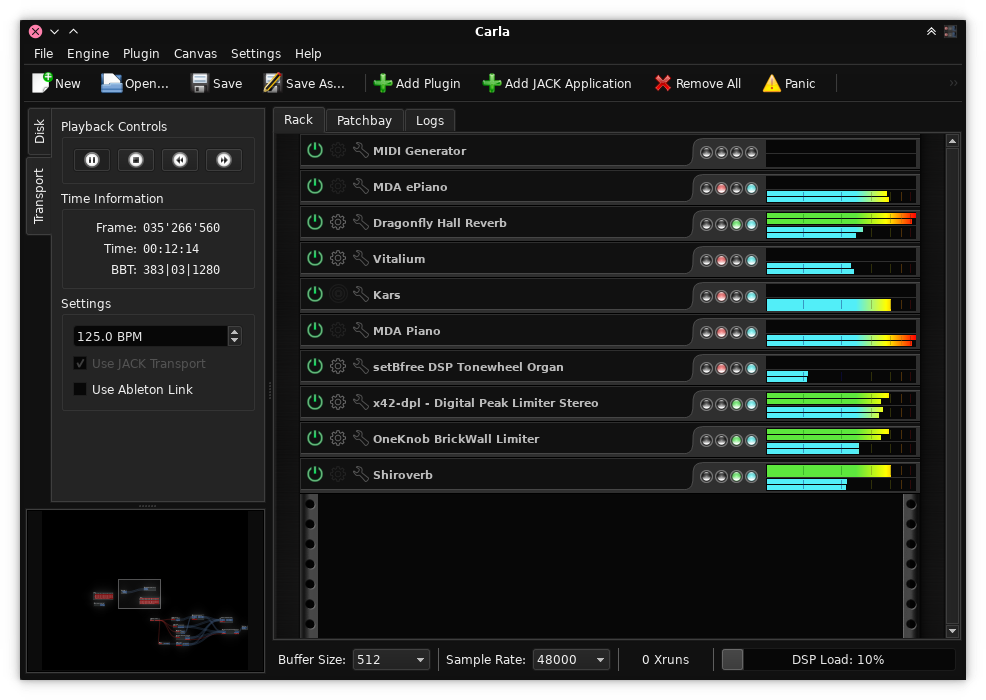 Carla
File Engine Plugin Canvas Settings Help
New Open... Save Save As... Add Plugin Add JACK Application Remove All Panic
Disk
Transport
Playback Controls
Time Information
Frame: 035'266'560
Time: 00:12:14
BBT: 383|03|1280
Settings
125.0 BPM
Use JACK Transport
Use Ableton Link
Rack Patchbay Logs
MIDI Generator
MDA ePiano
Dragonfly Hall Reverb
Vitalium
Kars
MDA Piano
setBfree DSP Tonewheel Organ
x42-dpl - Digital Peak Limiter Stereo
OneKnob BrickWall Limiter
Shiroverb
Buffer Size: 512 Sample Rate: 48000 0 Xruns DSP Load: 10%